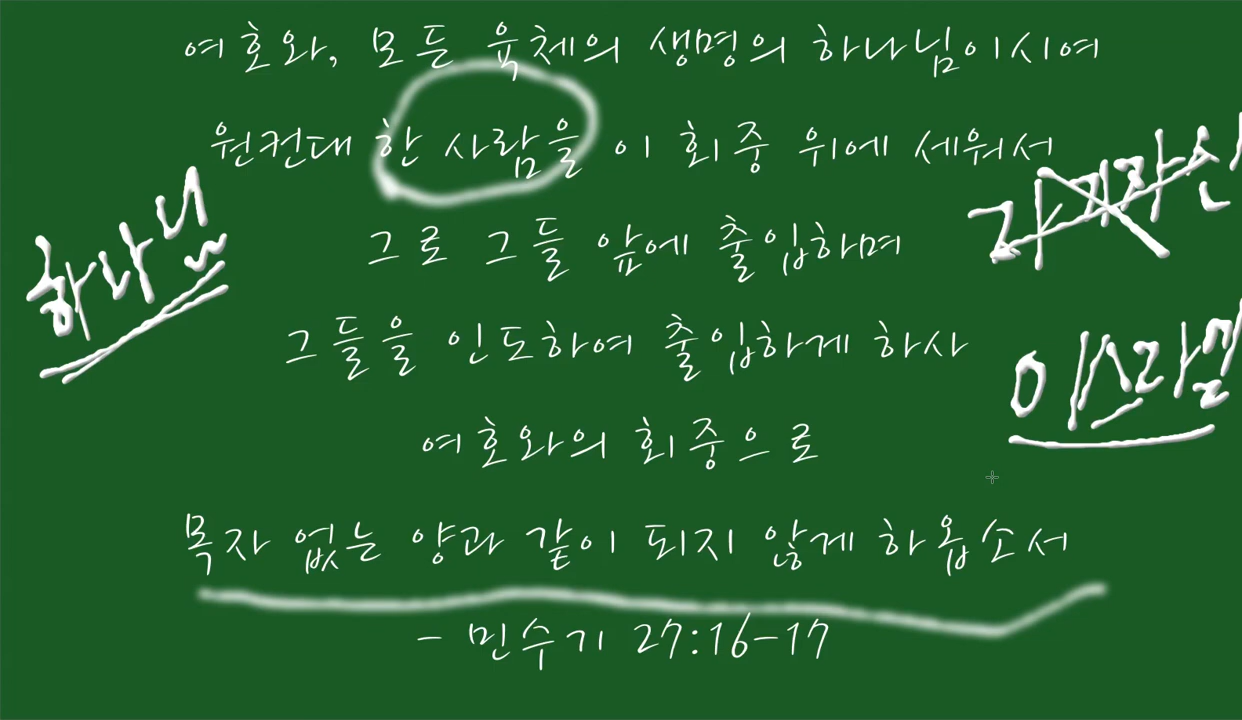 여호와, 모든 육체의 생명의 하나님이시여
원컨대 한 사람을 이 회중 위에 세워서
그로 그들 앞에 출입하며
그들을 인도하여 출입하게 하사
여호와의 회중으로
목자 없는 양과 같이 되지 않게 하옵소서
- 민수기 27:16-17
하나님
이스라엘